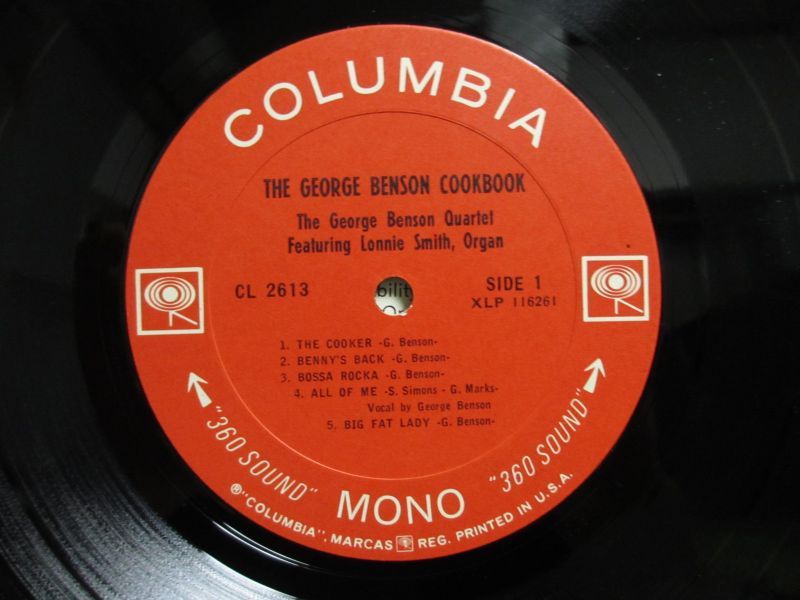 COLUMBIA
THE GEORGE BENSON COOKBOOK
The George Benson Quartet
Featuring Lonnie Smith, Organ
CL 2613
SIDE 1
XLP 116261
bilit
1. THE COOKER -G. Benson-
2. BENNY'S BACK -G. Benson-
3. BOSSA ROCKA -G. Benson-
4. ALL OF ME -S. Simons - G. Marks-
Vocal by George Benson
5. BIG FAT LADY -G. Benson-
"360 SOUND"
MONO
"360 SOUND"
®"COLUMBIA", MARCAS REG. PRINTED IN U.S.A.